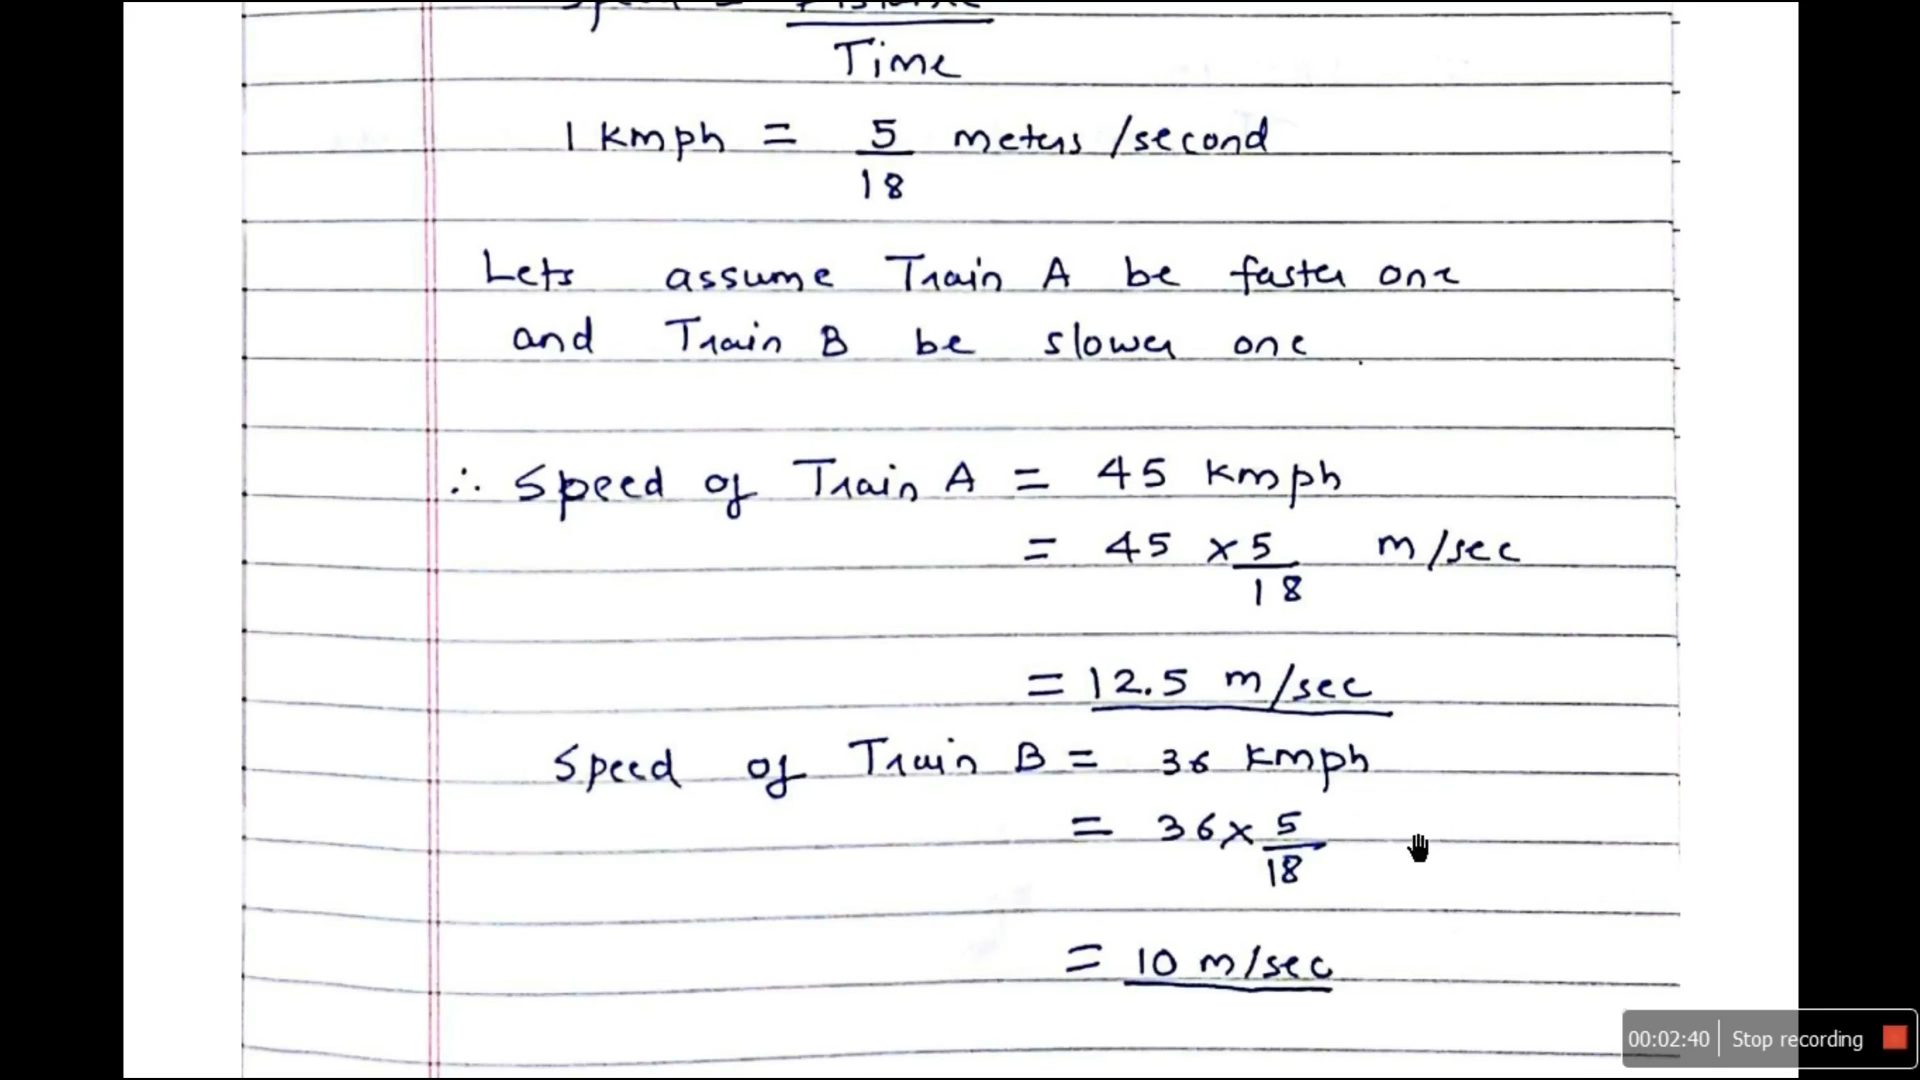 Time
1 kmph = 5/18 meters/second
Lets assume Train A be faster one
and Train B be slower one
∴ Speed of Train A = 45 kmph
= 45 × 5/18 m/sec
= 12.5 m/sec
Speed of Train B = 36 kmph
= 36 × 5/18
= 10 m/sec
00:02:40 Stop recording